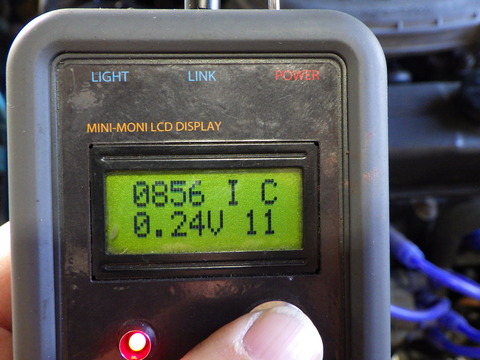 LIGHT LINK POWER
MINI-MONI LCD DISPLAY
0856 I C
0.24V 11